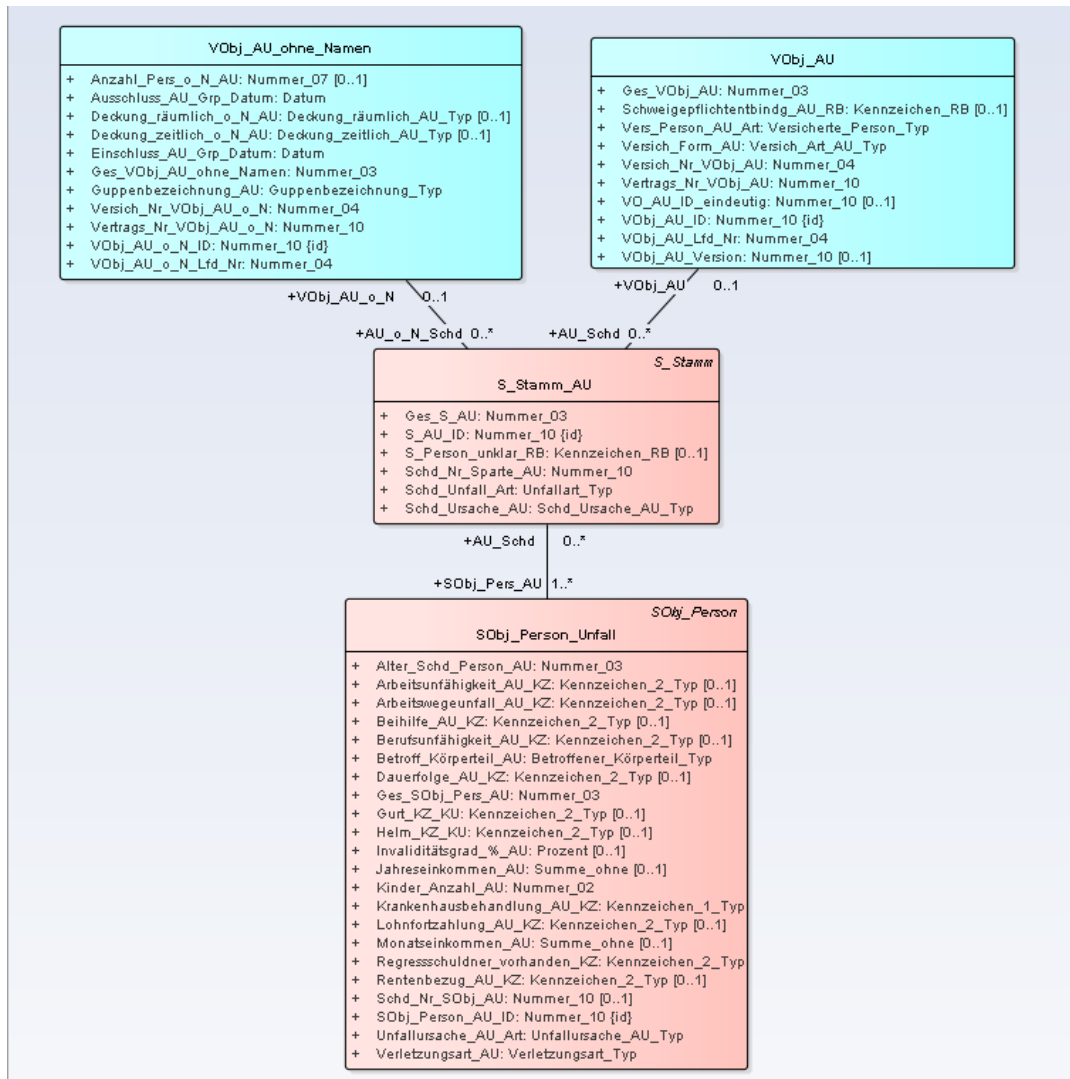 VObj_AU_ohne_Namen
+ Anzahl_Pers_o_N_AU: Nummer_07 [0..1]
+ Ausschluss_AU_Grp_Datum: Datum
+ Deckung_räumlich_o_N_AU: Deckung_räumlich_AU_Typ [0..1]
+ Deckung_zeitlich_o_N_AU: Deckung_zeitlich_AU_Typ [0..1]
+ Einschluss_AU_Grp_Datum: Datum
+ Ges_VObj_AU_ohne_Namen: Nummer_03
+ Guppenbezeichnung_AU: Guppenbezeichnung_Typ
+ Versich_Nr_VObj_AU_o_N: Nummer_04
+ Vertrags_Nr_VObj_AU_o_N: Nummer_10
+ VObj_AU_o_N_ID: Nummer_10 {id}
+ VObj_AU_o_N_Lfd_Nr: Nummer_04
VObj_AU
+ Ges_VObj_AU: Nummer_03
+ Schweigepflichtentbindg_AU_RB: Kennzeichen_RB [0..1]
+ Vers_Person_AU_Art: Versicherte_Person_Typ
+ Versich_Form_AU: Versich_Art_AU_Typ
+ Versich_Nr_VObj_AU: Nummer_04
+ Vertrags_Nr_VObj_AU: Nummer_10
+ VO_AU_ID_eindeutig: Nummer_10 [0..1]
+ VObj_AU_ID: Nummer_10 {id}
+ VObj_AU_Lfd_Nr: Nummer_04
+ VObj_AU_Version: Nummer_10 [0..1]
+VObj_AU_o_N 0..1
+VObj_AU 0..1
+AU_o_N_Schd 0..*
+AU_Schd 0..*
S_Stamm
S_Stamm_AU
+ Ges_S_AU: Nummer_03
+ S_AU_ID: Nummer_10 {id}
+ S_Person_unklar_RB: Kennzeichen_RB [0..1]
+ Schd_Nr_Sparte_AU: Nummer_10
+ Schd_Unfall_Art: Unfallart_Typ
+ Schd_Ursache_AU: Schd_Ursache_AU_Typ
+AU_Schd 0..*
+SObj_Pers_AU 1..*
SObj_Person
SObj_Person_Unfall
+ Alter_Schd_Person_AU: Nummer_03
+ Arbeitsunfähigkeit_AU_KZ: Kennzeichen_2_Typ [0..1]
+ Arbeitswegeunfall_AU_KZ: Kennzeichen_2_Typ [0..1]
+ Beihilfe_AU_KZ: Kennzeichen_2_Typ [0..1]
+ Berufsunfähigkeit_AU_KZ: Kennzeichen_2_Typ [0..1]
+ Betroff_Körperteil_AU: Betroffener_Körperteil_Typ
+ Dauerfolge_AU_KZ: Kennzeichen_2_Typ [0..1]
+ Ges_SObj_Pers_AU: Nummer_03
+ Gurt_KZ_KU: Kennzeichen_2_Typ [0..1]
+ Helm_KZ_KU: Kennzeichen_2_Typ [0..1]
+ Invaliditätsgrad_%_AU: Prozent [0..1]
+ Jahreseinkommen_AU: Summe_ohne [0..1]
+ Kinder_Anzahl_AU: Nummer_02
+ Krankenhausbehandlung_AU_KZ: Kennzeichen_1_Typ
+ Lohnfortzahlung_AU_KZ: Kennzeichen_2_Typ [0..1]
+ Monatseinkommen_AU: Summe_ohne [0..1]
+ Regressschuldner_vorhanden_KZ: Kennzeichen_2_Typ
+ Rentenbezug_AU_KZ: Kennzeichen_2_Typ [0..1]
+ Schd_Nr_SObj_AU: Nummer_10 [0..1]
+ SObj_Person_AU_ID: Nummer_10 {id}
+ Unfallursache_AU_Art: Unfallursache_AU_Typ
+ Verletzungsart_AU: Verletzungsart_Typ